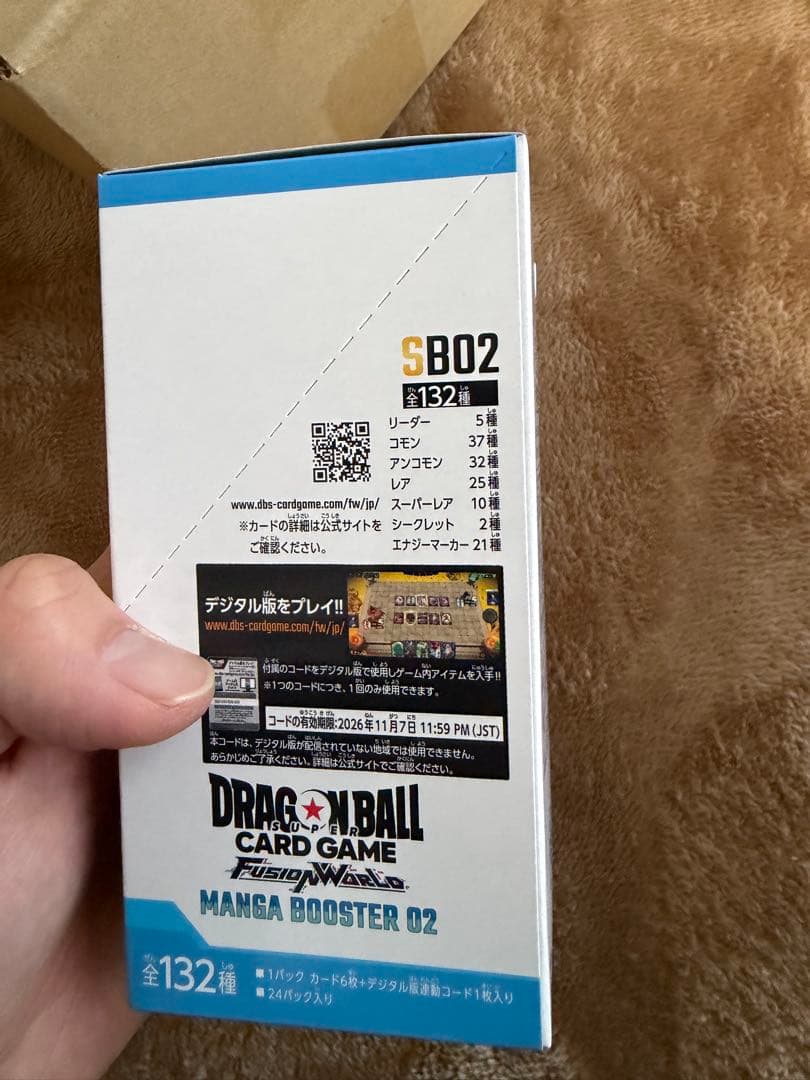 SB02
全132種
リーダー 5種
コモン 37種
アンコモン 32種
レア 25種
スーパーレア 10種
シークレット 2種
エナジーマーカー 21種
www.dbs-cardgame.com/fw/jp/
※カードの詳細は公式サイトを
ご確認ください。
デジタル版をプレイ!!
www.dbs-cardgame.com/fw/jp/
付属のコードをデジタル版で使用しゲーム内アイテムを入手!!
※1つのコードにつき、1回のみ使用できます。
コードの有効期限:2026年11月7日 11:59 PM (JST)
本コードは、デジタル版が配信されていない地域では使用できません。
あらかじめご了承ください。詳細は公式サイトでご確認ください。
DRAGON BALL
SUPER
CARD GAME
FUSION WORLD
MANGA BOOSTER 02
全132種
■1パック カード6枚+デジタル版連動コード1枚入り
■24パック入り